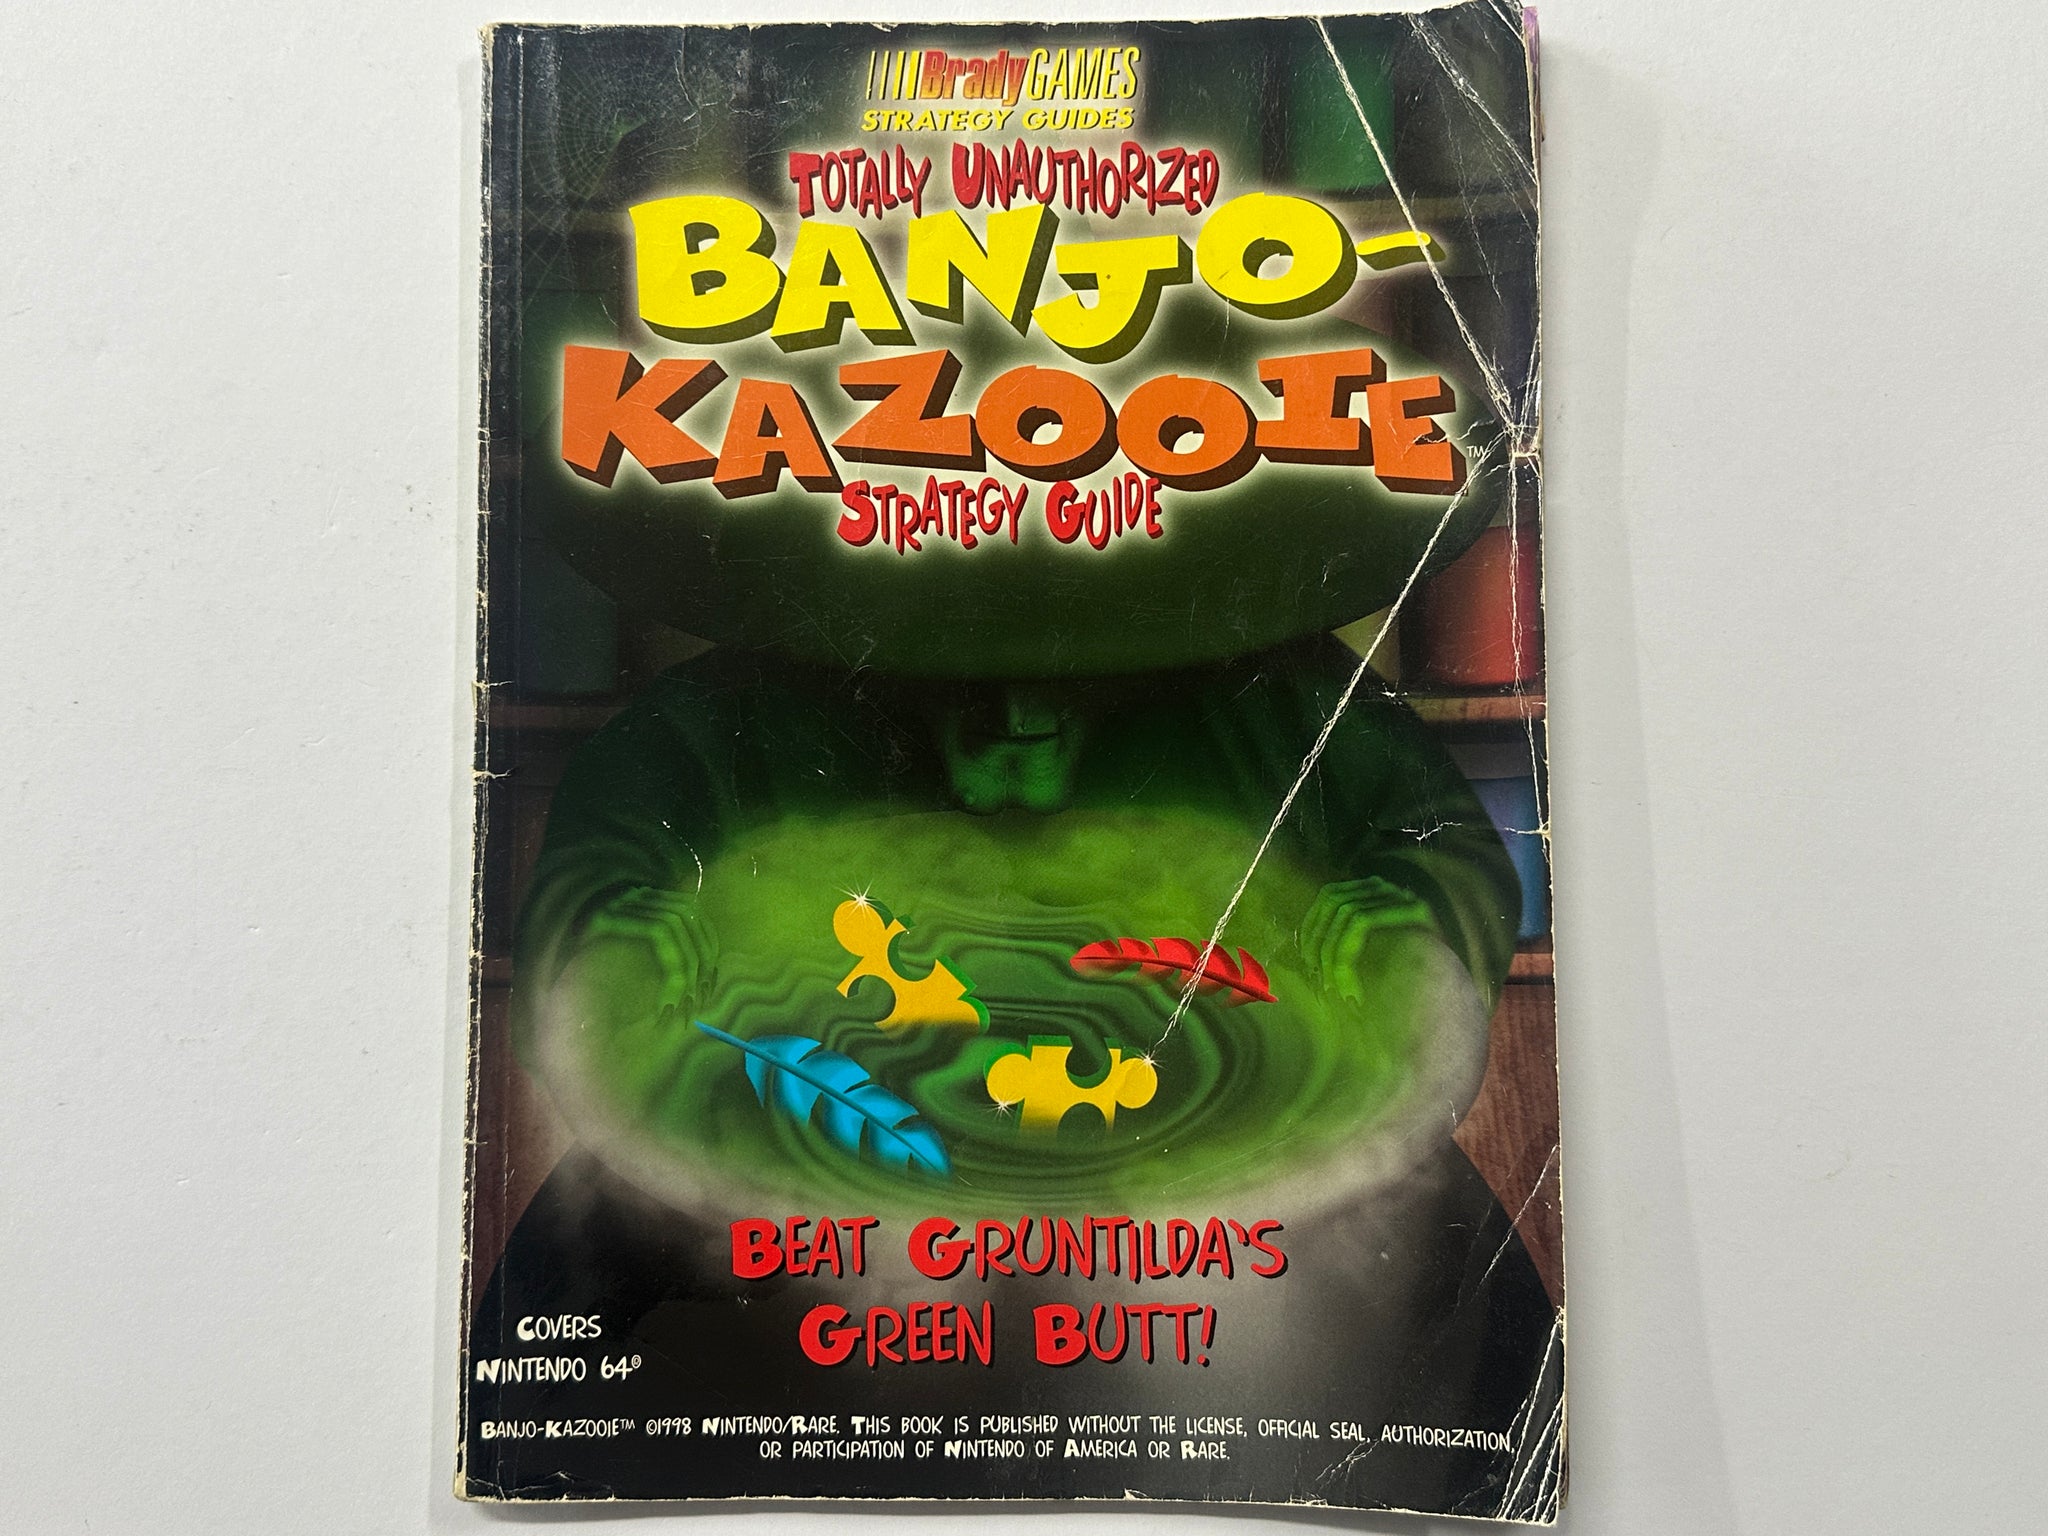 BradyGAMES
STRATEGY GUIDES
TOTALLY UNAUTHORIZED
BANJO-
KAZOOIE™
STRATEGY GUIDE
BEAT GRUNTILDA'S
GREEN BUTT!
COVERS
NINTENDO 64®
BANJO-KAZOOIE™ ©1998 NINTENDO/RARE. THIS BOOK IS PUBLISHED WITHOUT THE LICENSE, OFFICIAL SEAL, AUTHORIZATION,
OR PARTICIPATION OF NINTENDO OF AMERICA OR RARE.